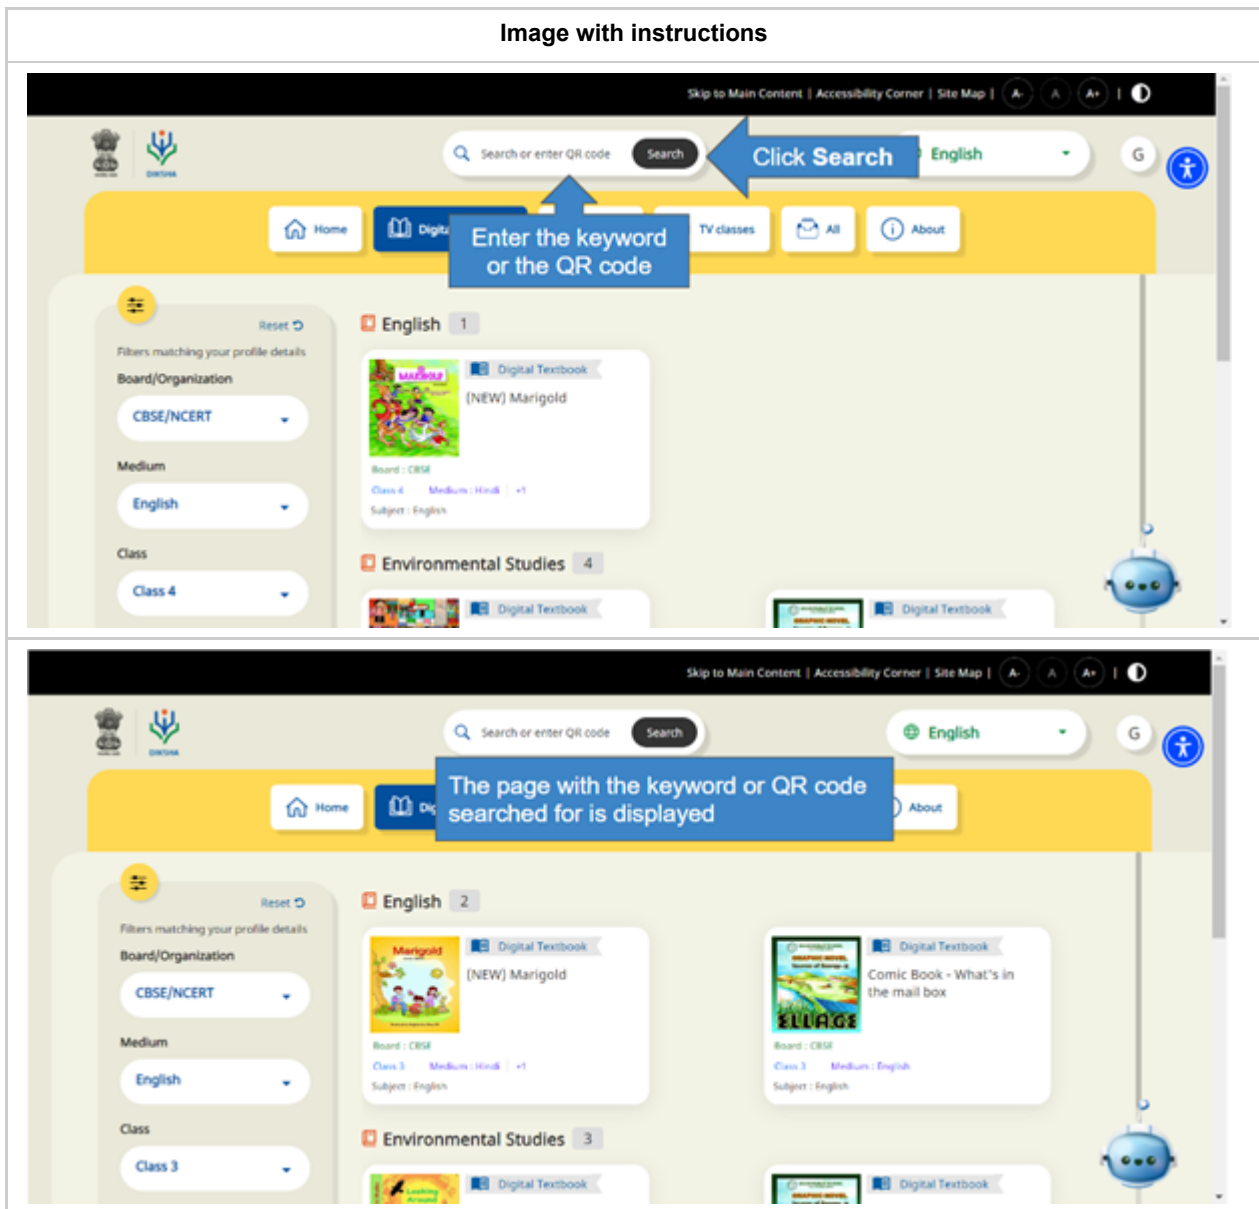 Image with instructions
Skip to Main Content | Accessibility Corner | Site Map | A- A A+ |
DIKSHA
Search or enter QR code Search
Click Search
English
G
Home
Enter the keyword
or the QR code
TV classes
All
About
Reset
Filters matching your profile details
Board/Organization
CBSE/NCERT
Medium
English
Class
Class 4
English 1
MARIGOLD
Digital Textbook
(NEW) Marigold
Board : CBSE
Class 4 Medium : Hindi | +1
Subject : English
Environmental Studies 4
Digital Textbook
Digital Textbook
Skip to Main Content | Accessibility Corner | Site Map | A- A A+ |
DIKSHA
Search or enter QR code Search
English
G
Home
The page with the keyword or QR code
searched for is displayed
About
Reset
Filters matching your profile details
Board/Organization
CBSE/NCERT
Medium
English
Class
Class 3
English 2
Marigold
Digital Textbook
(NEW) Marigold
Board : CBSE
Class 3 Medium : Hindi | +1
Subject : English
GRAPHIC NOVEL
Digital Textbook
Comic Book - What"s in
the mail box
Board : CBSE
Class 3 Medium : English
Subject : English
Environmental Studies 3
Looking
Around
Digital Textbook
Digital Textbook